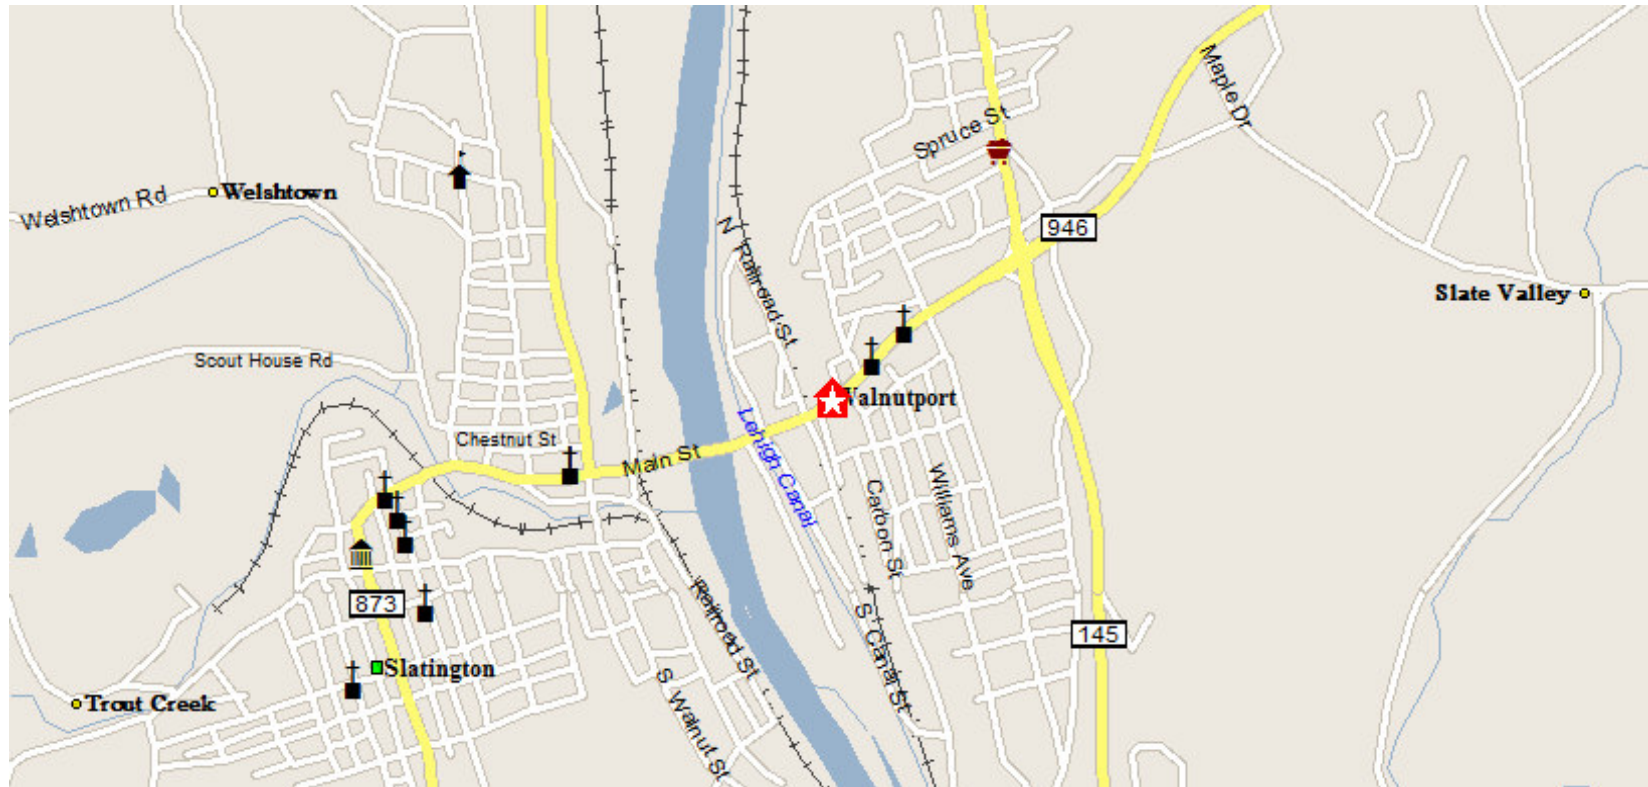 Maple Dr
Spruce St
Welshtown
Welshtown Rd
946
N Railroad St
Slate Valley
Scout House Rd
Walnutport
Lehigh Canal
Chestnut St
Main St
Williams Ave
Carbon St
873
Railroad St
S Canal St
145
Slatington
S Walnut St
Trout Creek